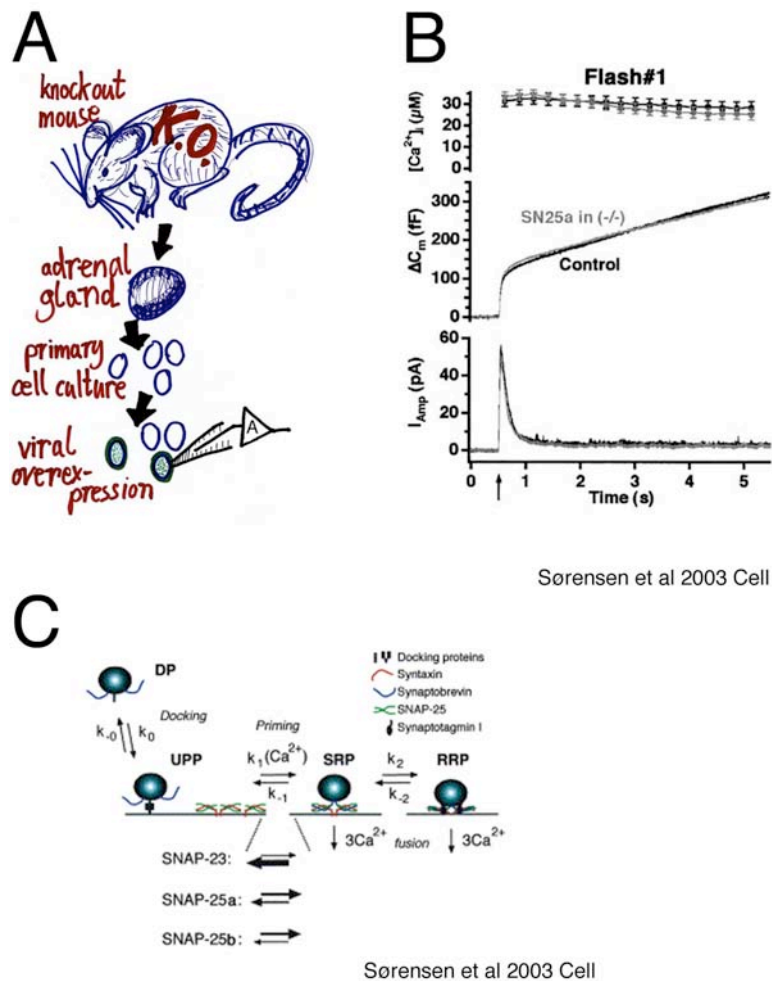 A
knockout
mouse
K.O.
adrenal
gland
primary
cell culture
viral
overex-
pression
A
B
Flash#1
[Ca²⁺]ᵢ (μM)
30
20
10
0
ΔCₘ (fF)
300
200
100
0
SN25a in (-/-)
Control
I_Amp (pA)
60
40
20
0
0 1 2 3 4 5
Time (s)
Sørensen et al 2003 Cell
C
DP
Docking proteins
Syntaxin
Synaptobrevin
SNAP-25
Synaptotagmin I
k₋₀ k₀ Docking
Priming
UPP k₁(Ca²⁺) SRP k₂ RRP
k₋₁ k₋₂
3Ca²⁺ fusion 3Ca²⁺
SNAP-23:
SNAP-25a:
SNAP-25b:
Sørensen et al 2003 Cell